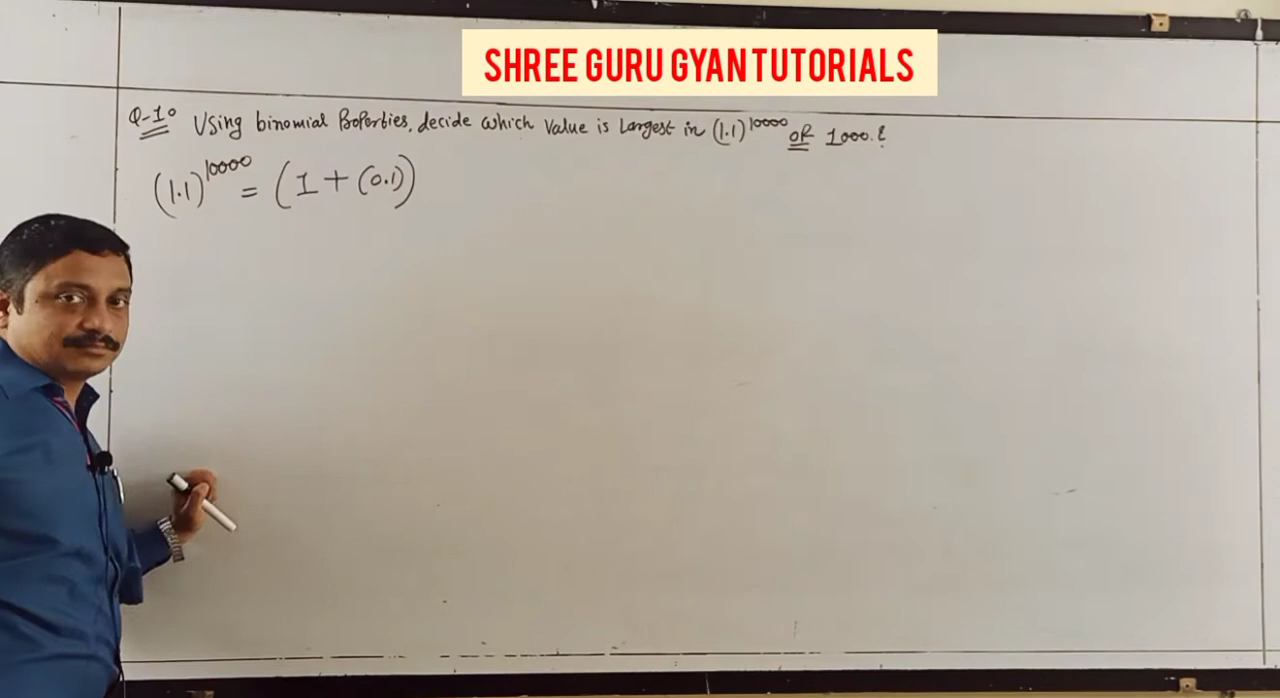 SHREE GURU GYAN TUTORIALS
Q-1° Using binomial Properties, decide which value is Largest in (1.1)^10000 OR 1000.?
(1.1)^10000 = (1 + (0.1))